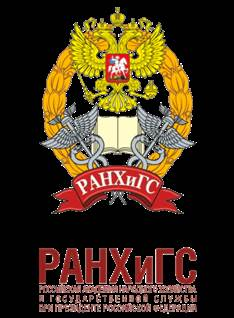 РАНХиГС
РАНХиГС
РОССИЙСКАЯ АКАДЕМИЯ НАРОДНОГО ХОЗЯЙСТВА
И ГОСУДАРСТВЕННОЙ СЛУЖБЫ
ПРИ ПРЕЗИДЕНТЕ РОССИЙСКОЙ ФЕДЕРАЦИИ